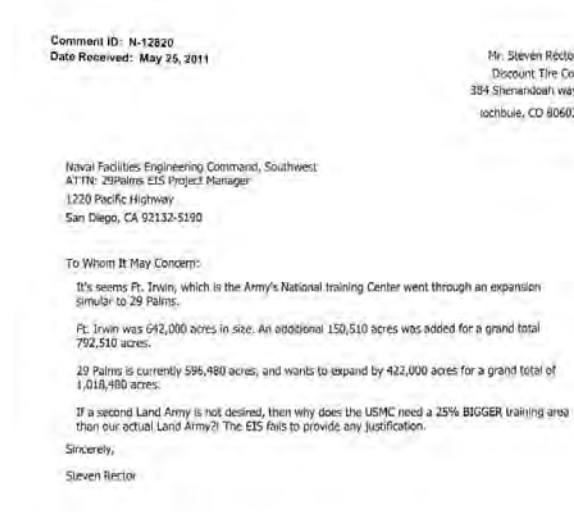 Comment ID: N-12820
Date Received: May 25, 2011
Mr. Steven Recto
Discount Tire Co
384 Shenandoah way
lochbuie, CO 8060
Naval Facilities Engineering Command, Southwest
ATTN: 29Palms EIS Project Manager
1220 Pacific Highway
San Diego, CA 92132-5190
To Whom It May Concern:
It's seems Ft. Irwin, which is the Army's National training Center went through an expansion
simular to 29 Palms.
Ft. Irwin was 642,000 acres in size. An additional 150,510 acres was added for a grand total
792,510 acres.
29 Palms is currently 596,480 acres, and wants to expand by 422,000 acres for a grand total of
1,018,480 acres.
If a second Land Army is not desired, then why does the USMC need a 25% BIGGER training area
than our actual Land Army?! The EIS fails to provide any justification.
Sincerely,
Steven Rector